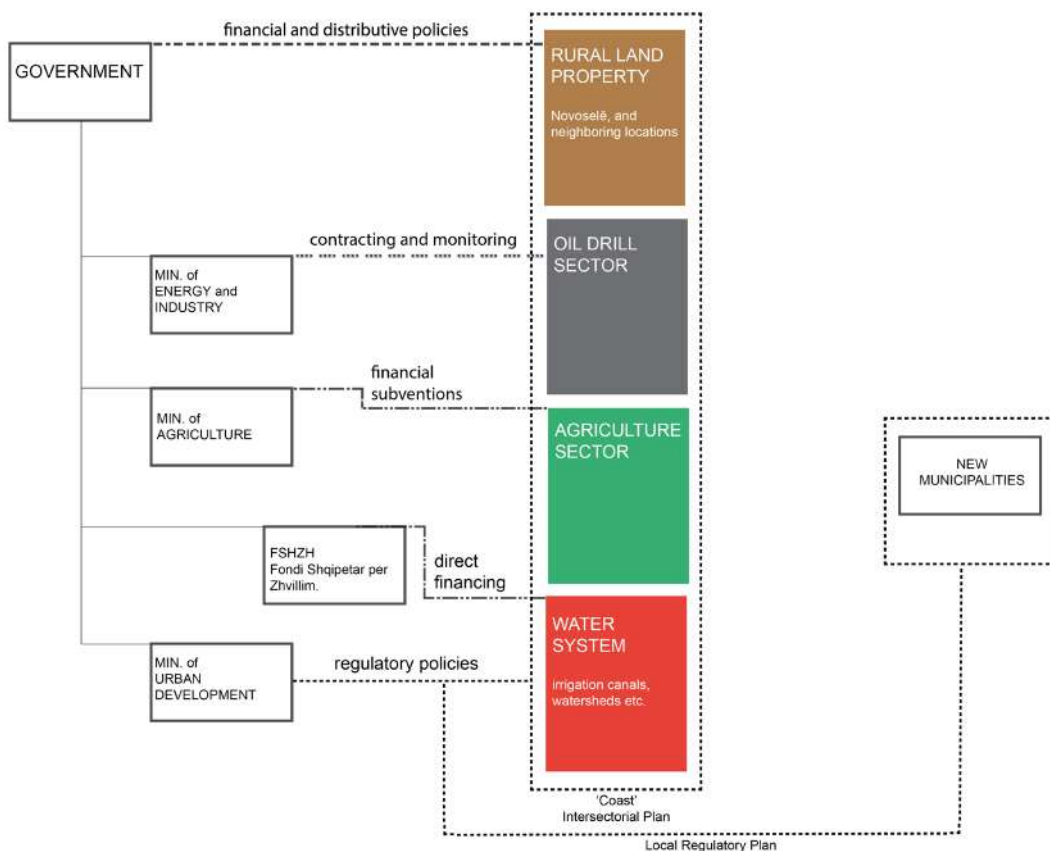 financial and distributive policies
GOVERNMENT
RURAL LAND
PROPERTY
Novoselë, and
neighboring locations
contracting and monitoring
OIL DRILL
SECTOR
MIN. of
ENERGY and
INDUSTRY
financial
subventions
MIN. of
AGRICULTURE
AGRICULTURE
SECTOR
NEW
MUNICIPALITIES
FSHZH
Fondi Shqipetar per
Zhvillim.
direct
financing
WATER
SYSTEM
irrigation canals,
watersheds etc.
MIN. of
URBAN
DEVELOPMENT
regulatory policies
'Coast'
Intersectorial Plan
Local Regulatory Plan